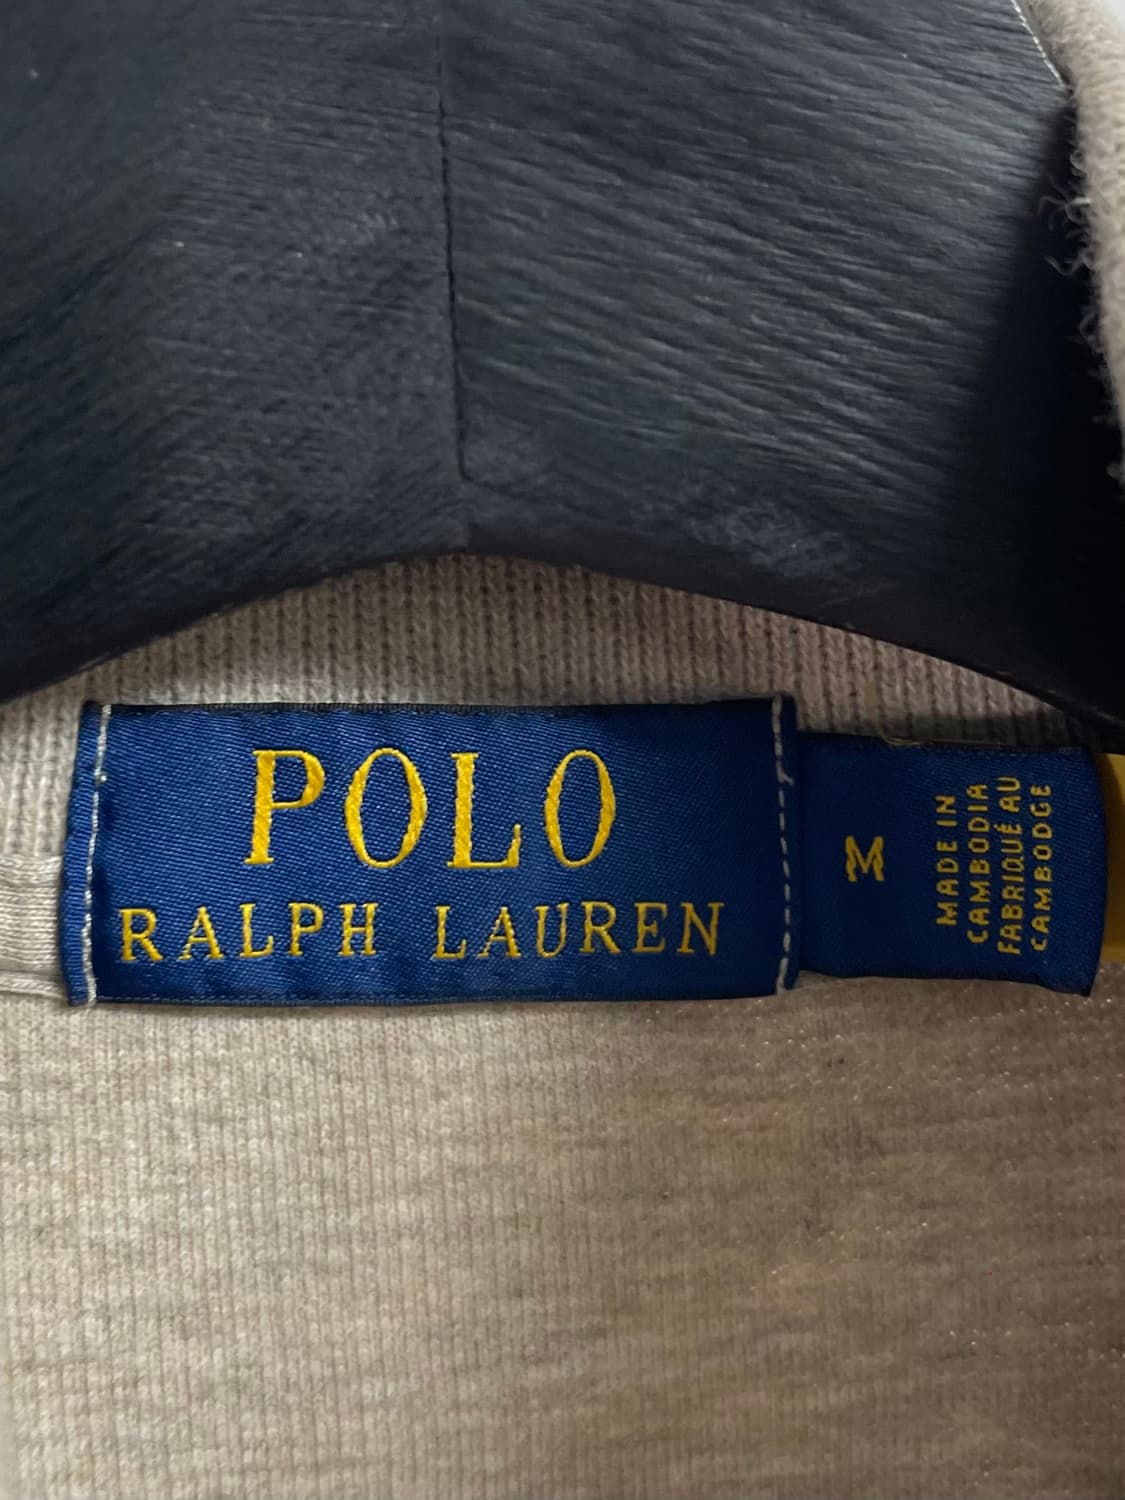 POLO
RALPH LAUREN
M
MADE IN
CAMBODIA
FABRIQUÉ AU
CAMBODGE